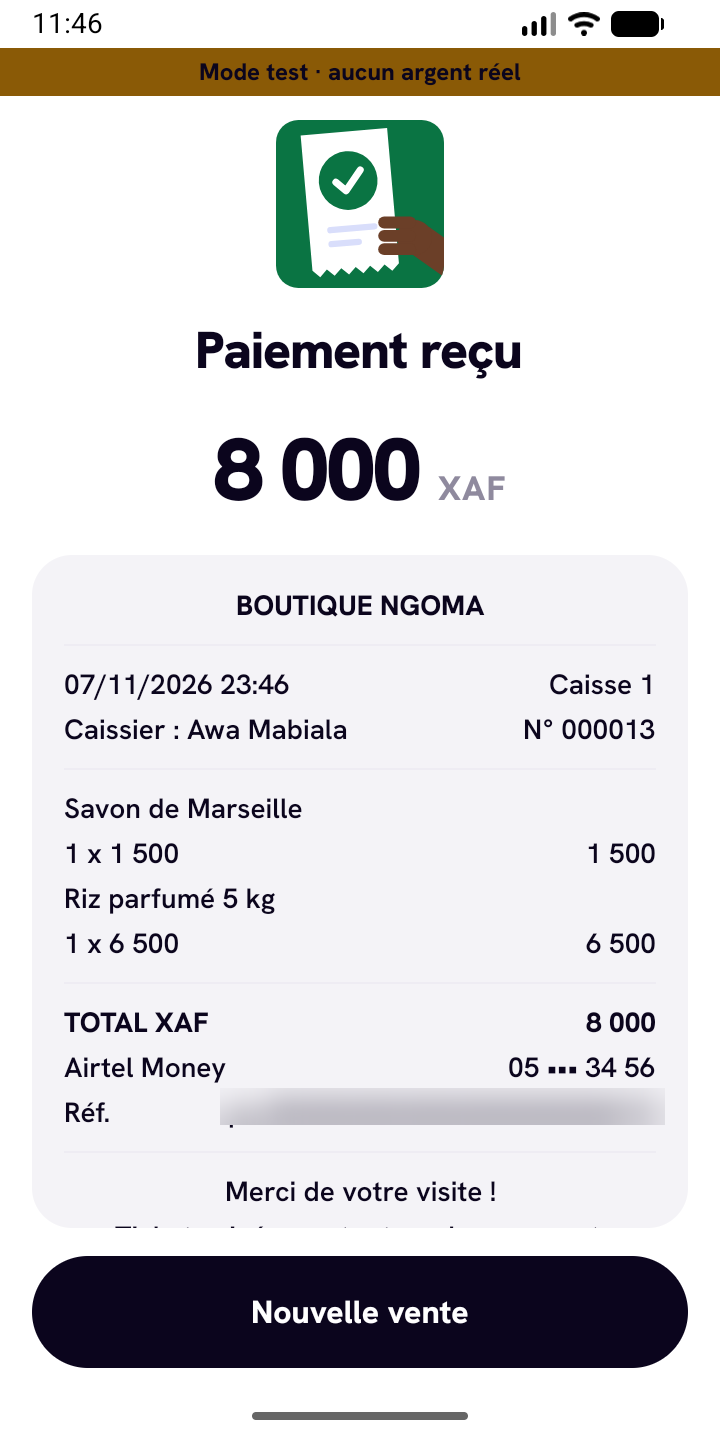 11:46
Mode test · aucun argent réel
Paiement reçu
8 000 XAF
BOUTIQUE NGOMA
07/11/2026 23:46 Caisse 1
Caissier : Awa Mabiala N° 000013
Savon de Marseille
1 x 1 500 1 500
Riz parfumé 5 kg
1 x 6 500 6 500
TOTAL XAF 8 000
Airtel Money 05 ▪▪▪ 34 56
Réf.
Merci de votre visite !
Nouvelle vente